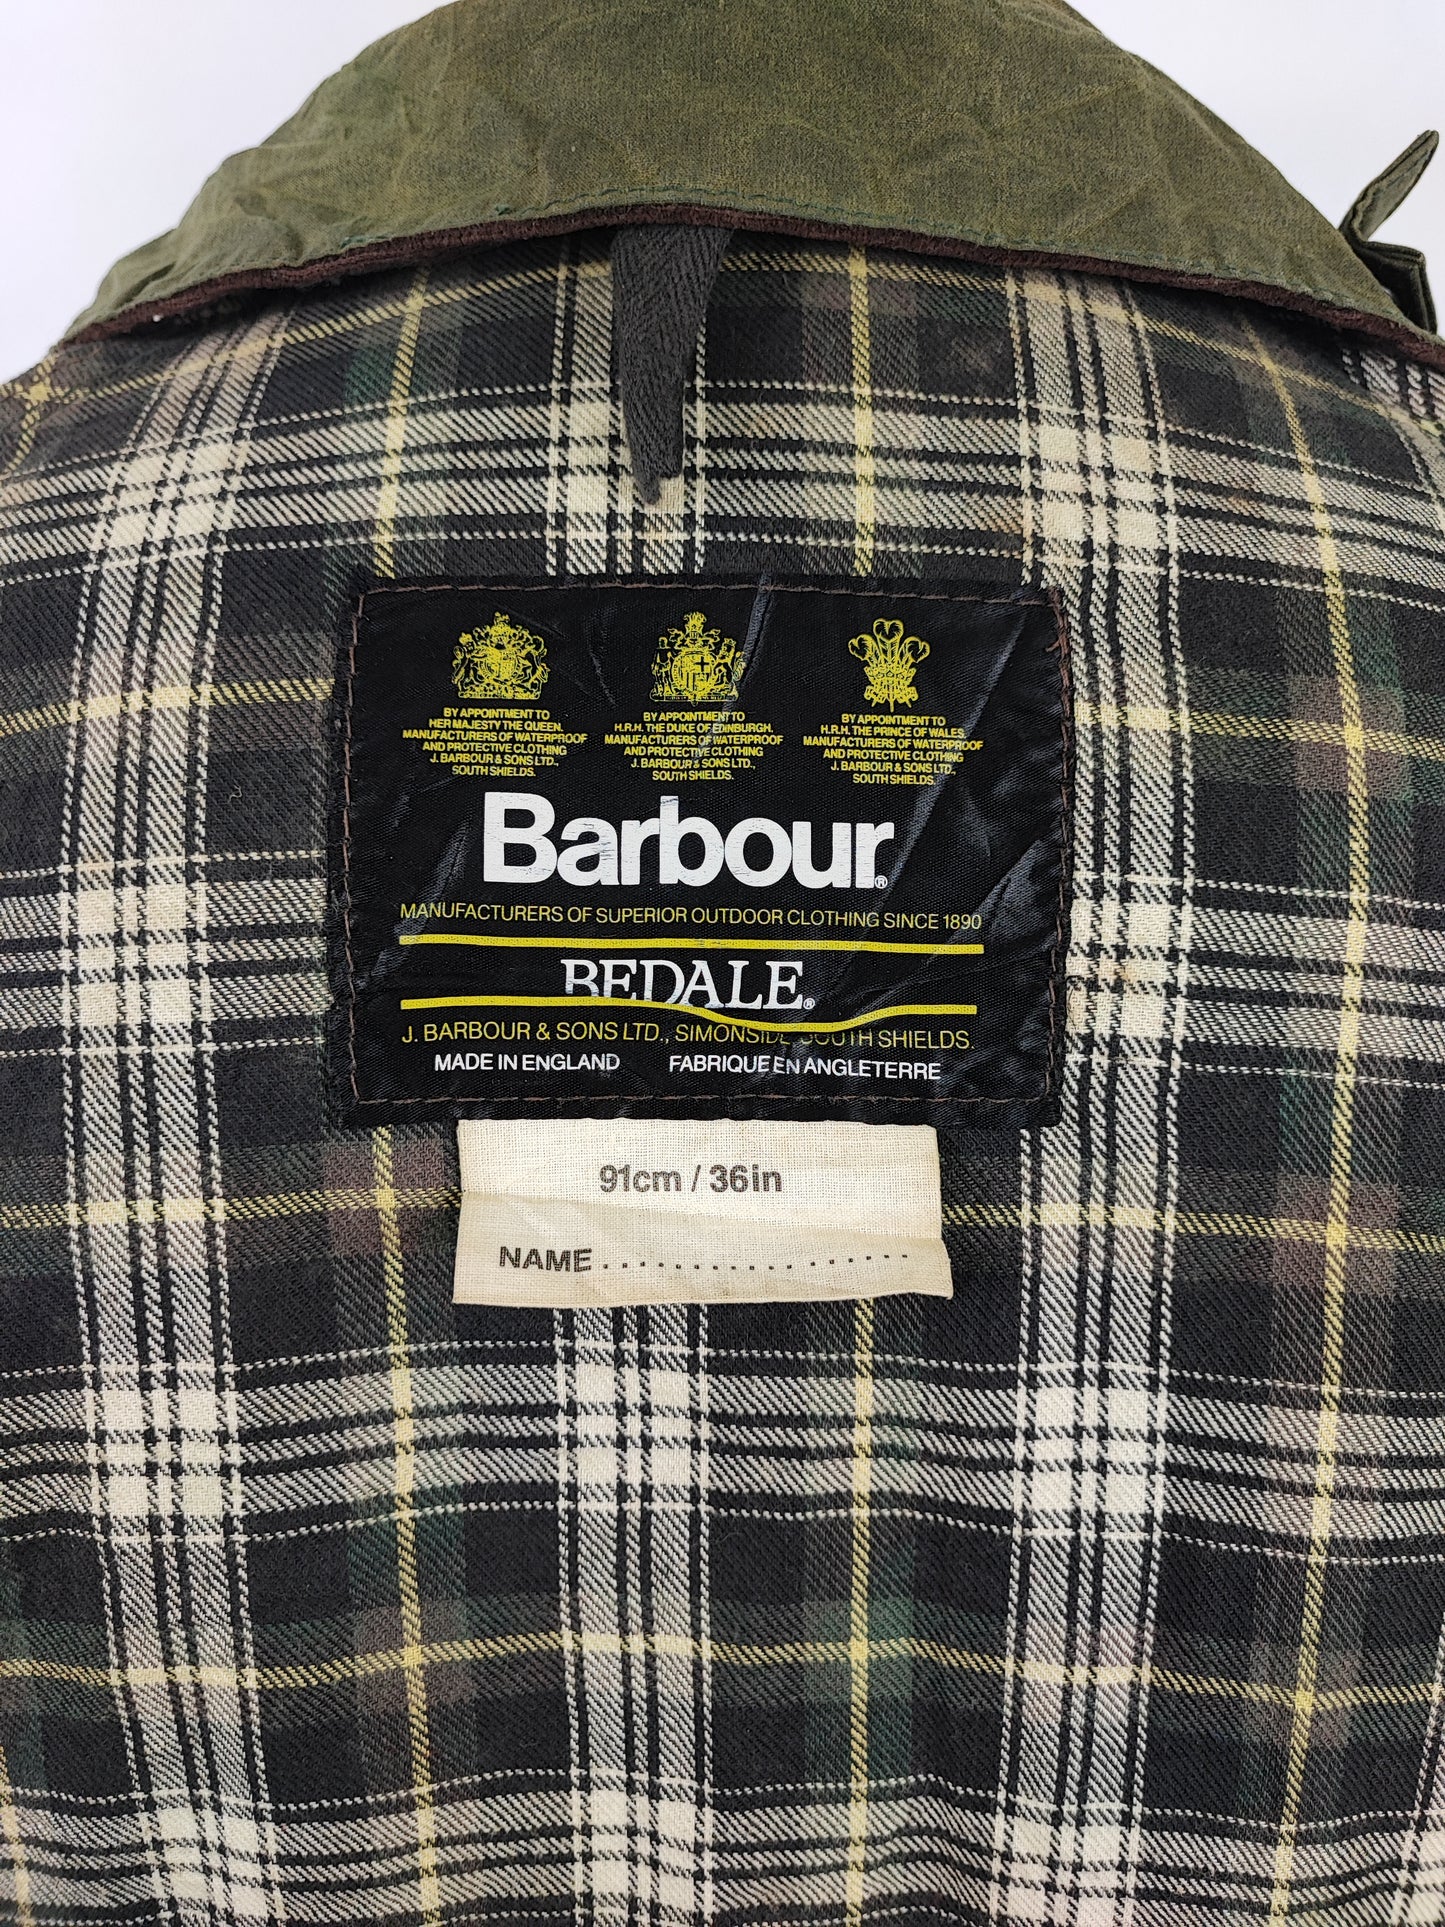 BY APPOINTMENT TO
HER MAJESTY THE QUEEN.
MANUFACTURERS OF WATERPROOF
AND PROTECTIVE CLOTHING
J. BARBOUR & SONS LTD.,
SOUTH SHIELDS.
BY APPOINTMENT TO
H.R.H. THE DUKE OF EDINBURGH.
MANUFACTURERS OF WATERPROOF
AND PROTECTIVE CLOTHING
J. BARBOUR & SONS LTD.,
SOUTH SHIELDS.
BY APPOINTMENT TO
H.R.H. THE PRINCE OF WALES.
MANUFACTURERS OF WATERPROOF
AND PROTECTIVE CLOTHING
J. BARBOUR & SONS LTD.,
SOUTH SHIELDS.
Barbour®
MANUFACTURERS OF SUPERIOR OUTDOOR CLOTHING SINCE 1890
BEDALE®
J. BARBOUR & SONS LTD., SIMONSIDE SOUTH SHIELDS.
MADE IN ENGLAND FABRIQUE EN ANGLETERRE
91cm / 36in
NAME..................